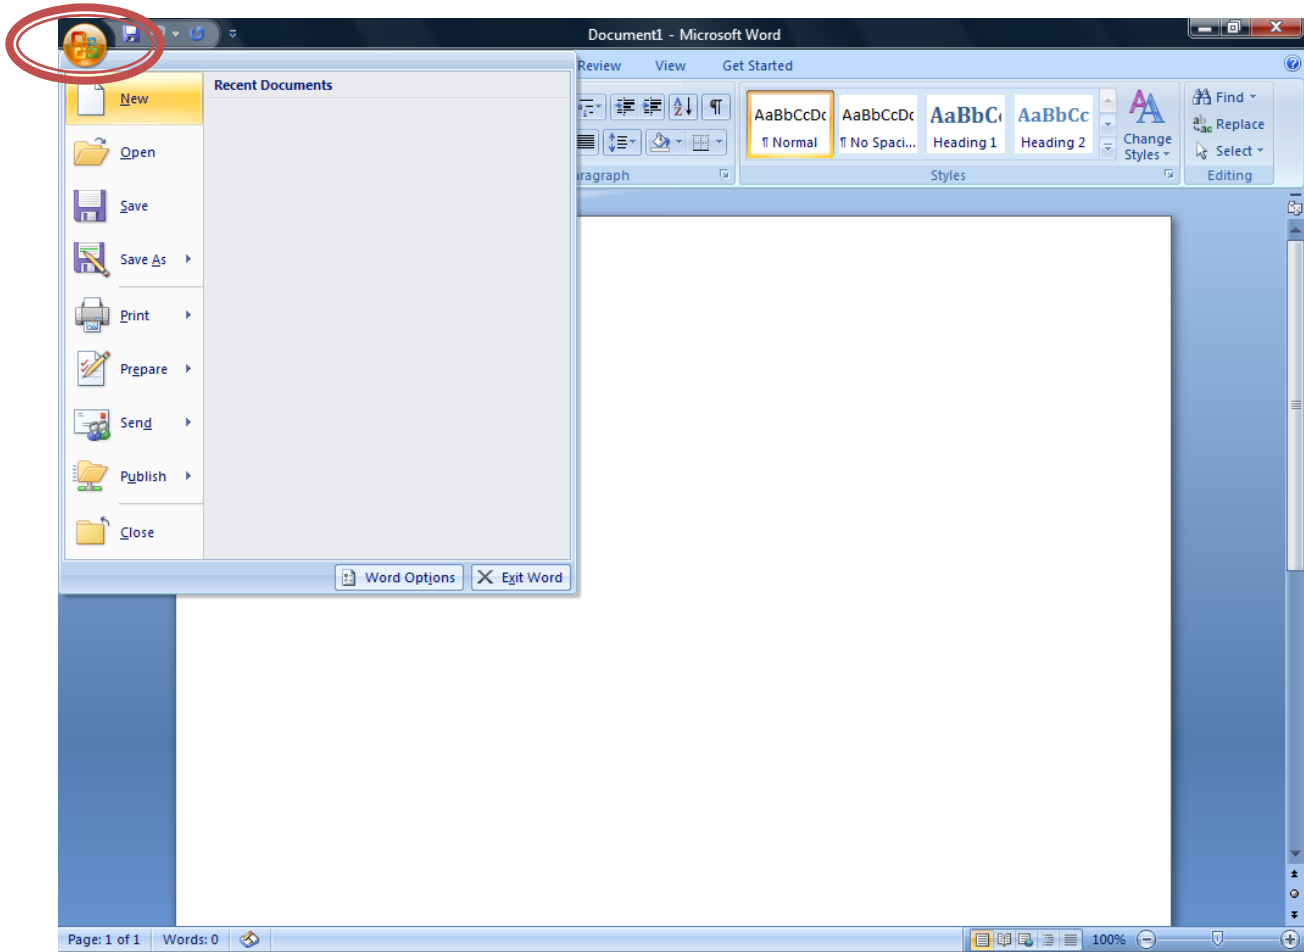 Document1 - Microsoft Word
Review View Get Started
New
Recent Documents
Open
Save
Save As
Print
Prepare
Send
Publish
Close
Word Options
Exit Word
AaBbCcDc AaBbCcDc AaBbC AaBbCc
¶ Normal ¶ No Spaci... Heading 1 Heading 2
Change
Styles
Find
Replace
Select
Styles
Editing
Page: 1 of 1 Words: 0
100%